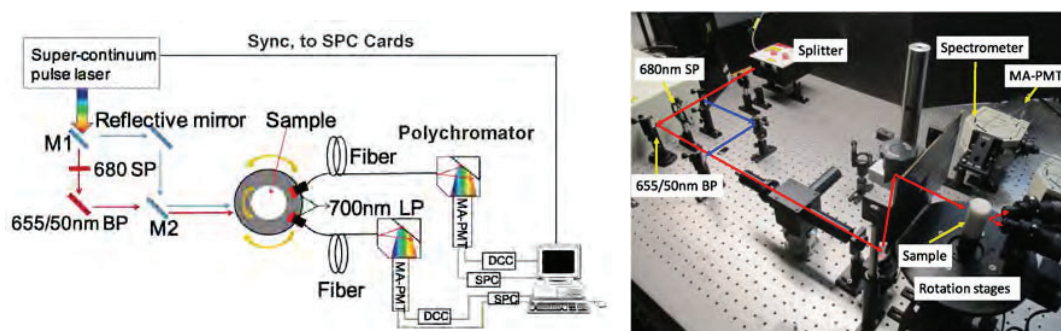 Sync, to SPC Cards
Super-continuum
pulse laser
Reflective mirror
M1
Sample
Polychromator
Fiber
680 SP
655/50nm BP
M2
700nm LP
MA-PMT
DCC
SPC
Fiber
MA-PMT
DCC
SPC
Splitter
Spectrometer
680nm SP
MA-PMT
655/50nm BP
Sample
Rotation stages